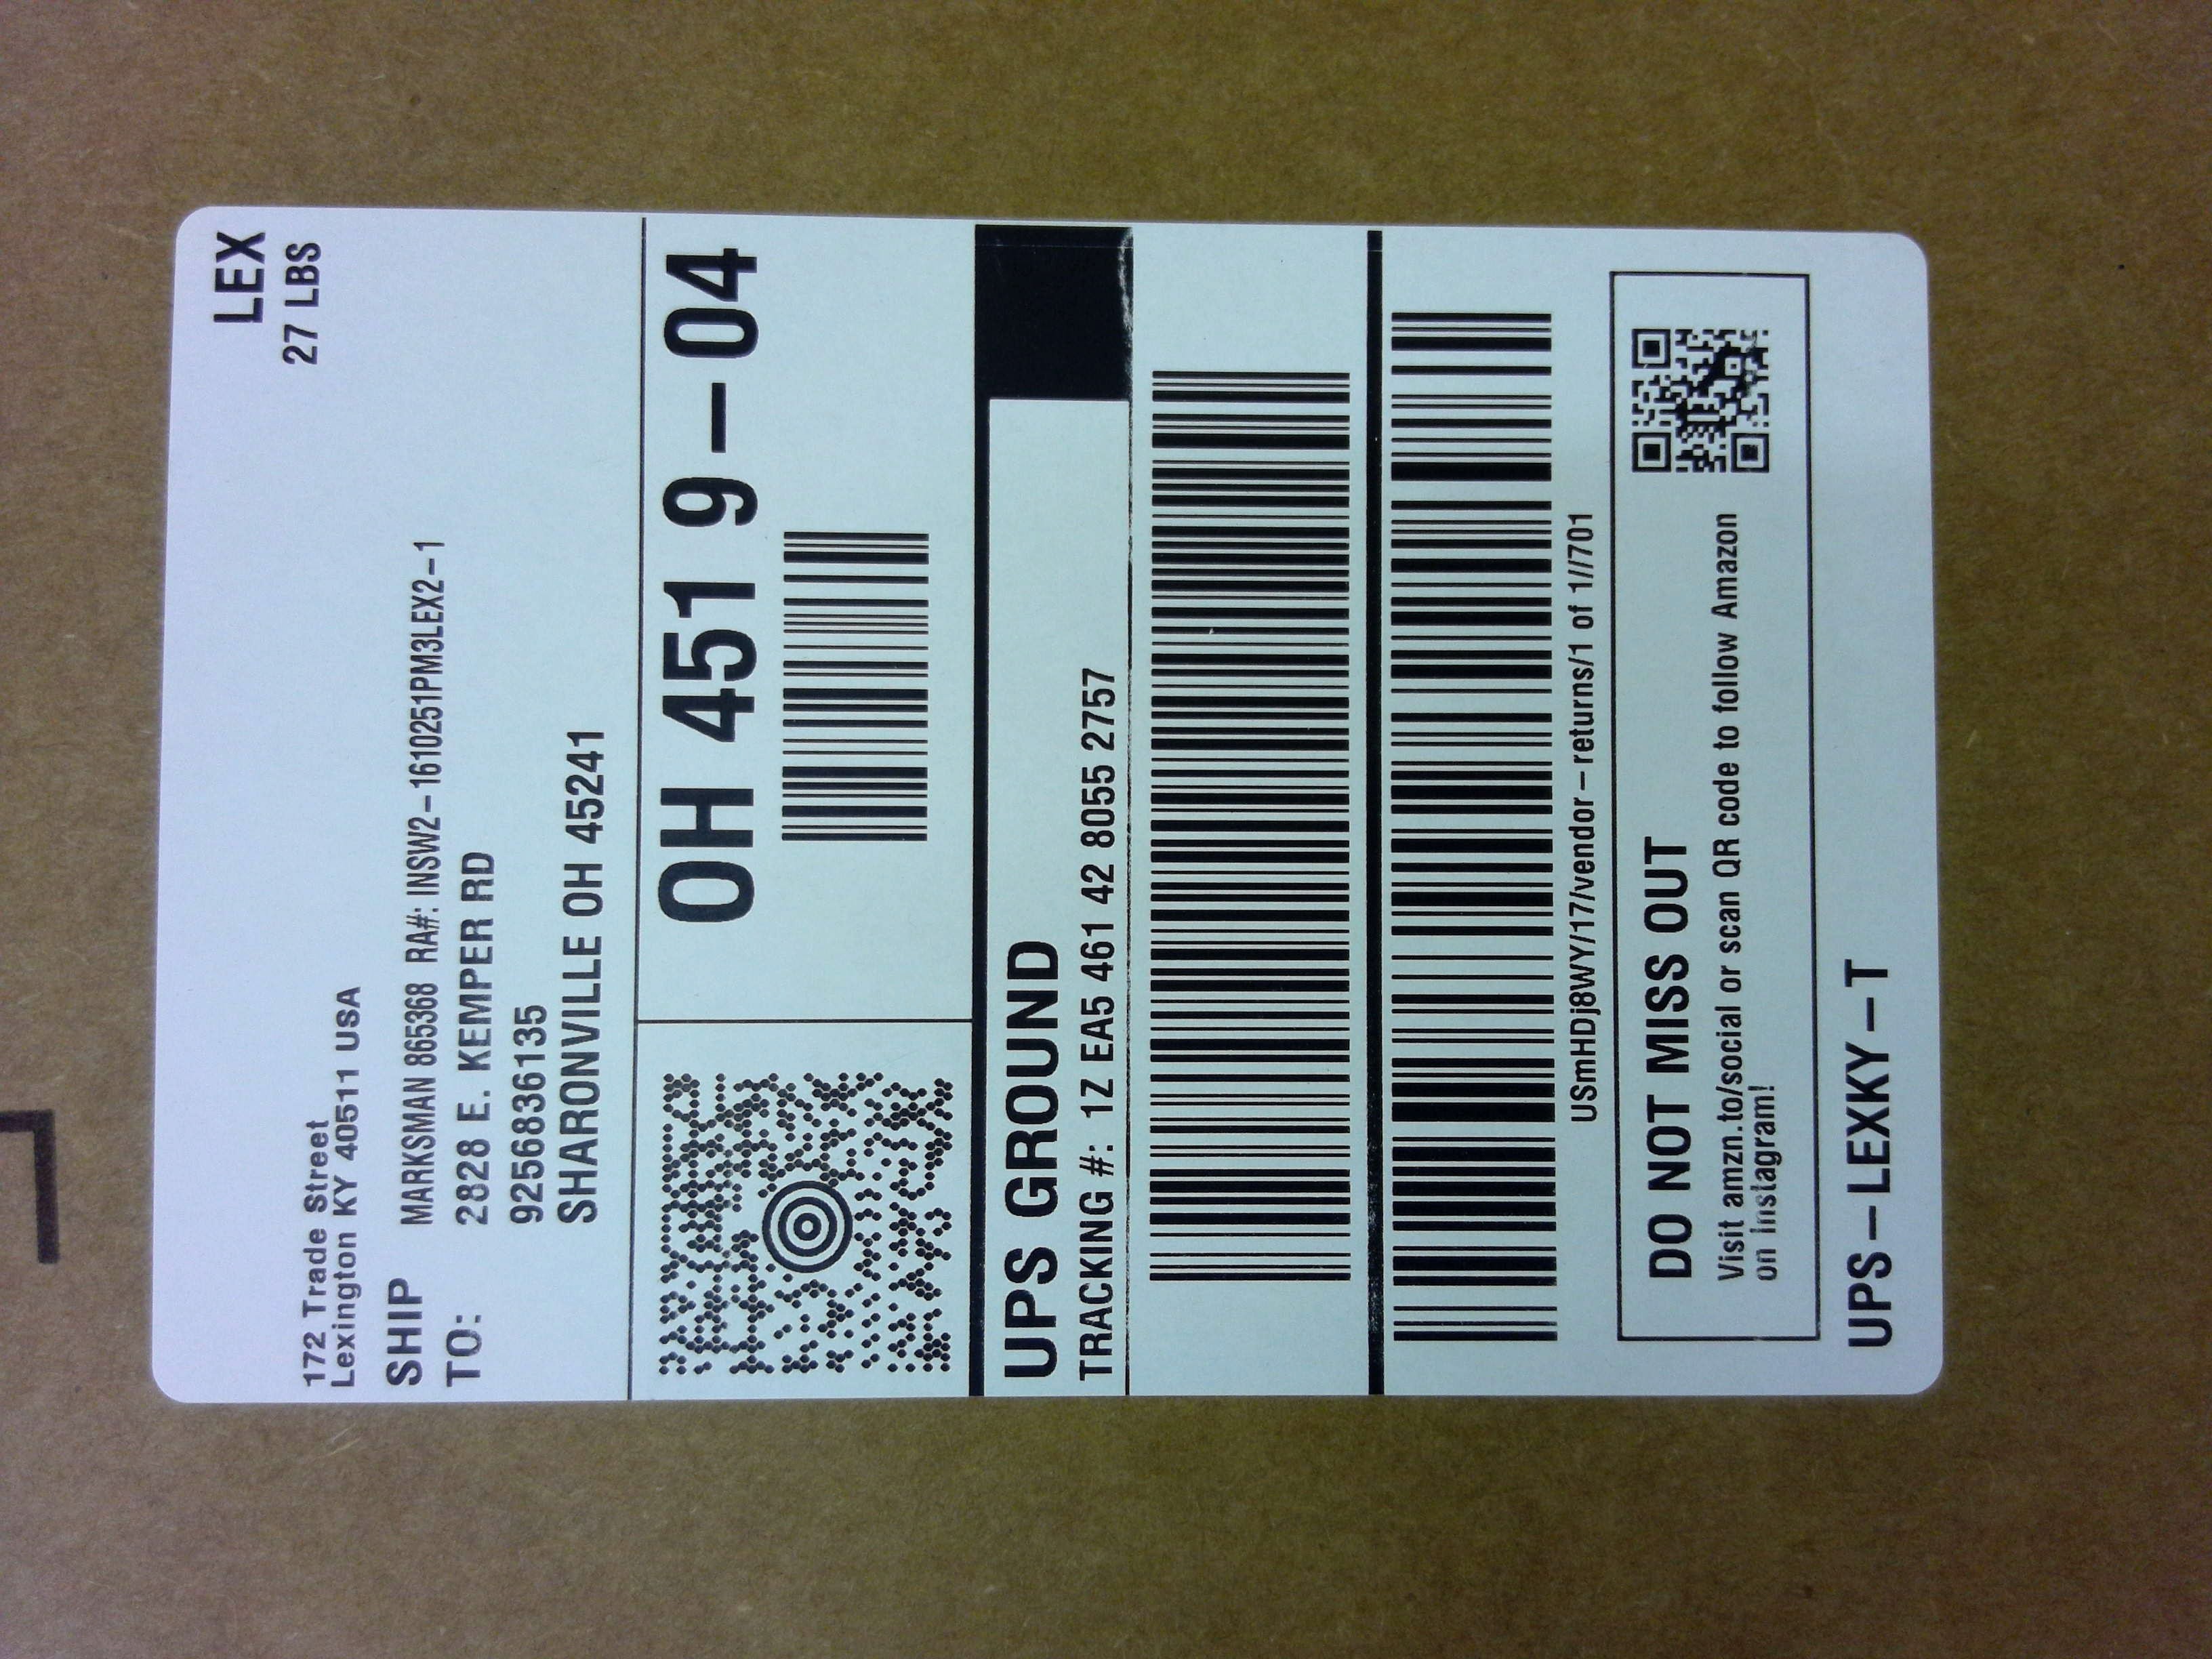 LEX
27 LBS
172 Trade Street
Lexington KY 40511 USA
SHIP TO:
MARKSMAN 865368 RA#: INSW2-1610251PM3LEX2-1
2828 E. KEMPER RD
9256836135
SHARONVILLE OH 45241
OH 451 9-04
UPS GROUND
TRACKING #: 1Z EA5 461 42 8055 2757
USmHDj8WY/17/vendor-returns/1 of 1//701
DO NOT MISS OUT
Visit amzn.to/social or scan QR code to follow Amazon
on instagram!
UPS-LEXKY-T